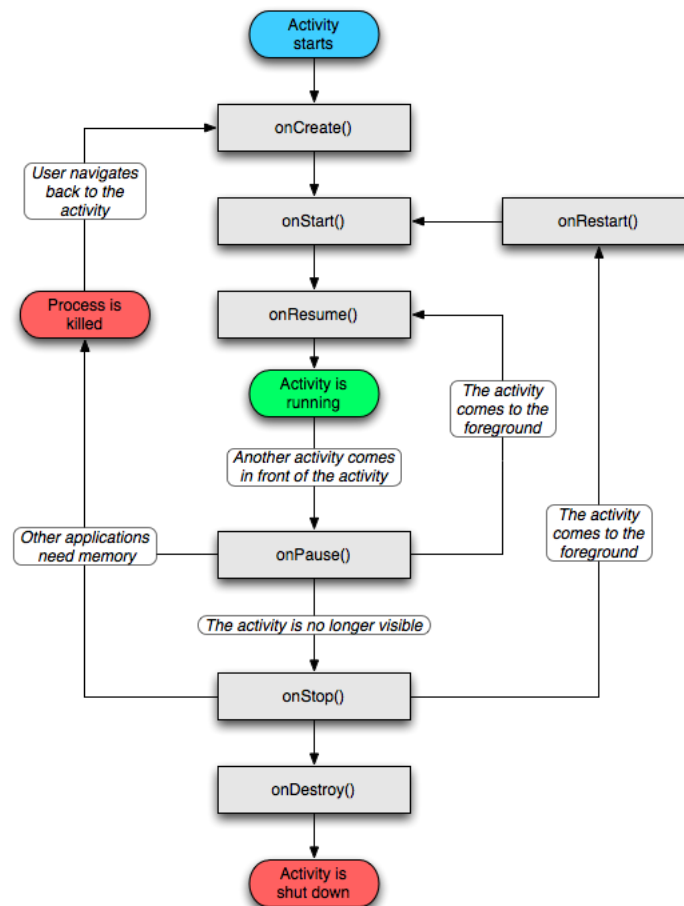 Activity
starts
onCreate()
User navigates
back to the
activity
onStart()
onRestart()
Process is
killed
onResume()
Activity is
running
The activity
comes to the
foreground
Another activity comes
in front of the activity
Other applications
need memory
onPause()
The activity
comes to the
foreground
The activity is no longer visible
onStop()
onDestroy()
Activity is
shut down